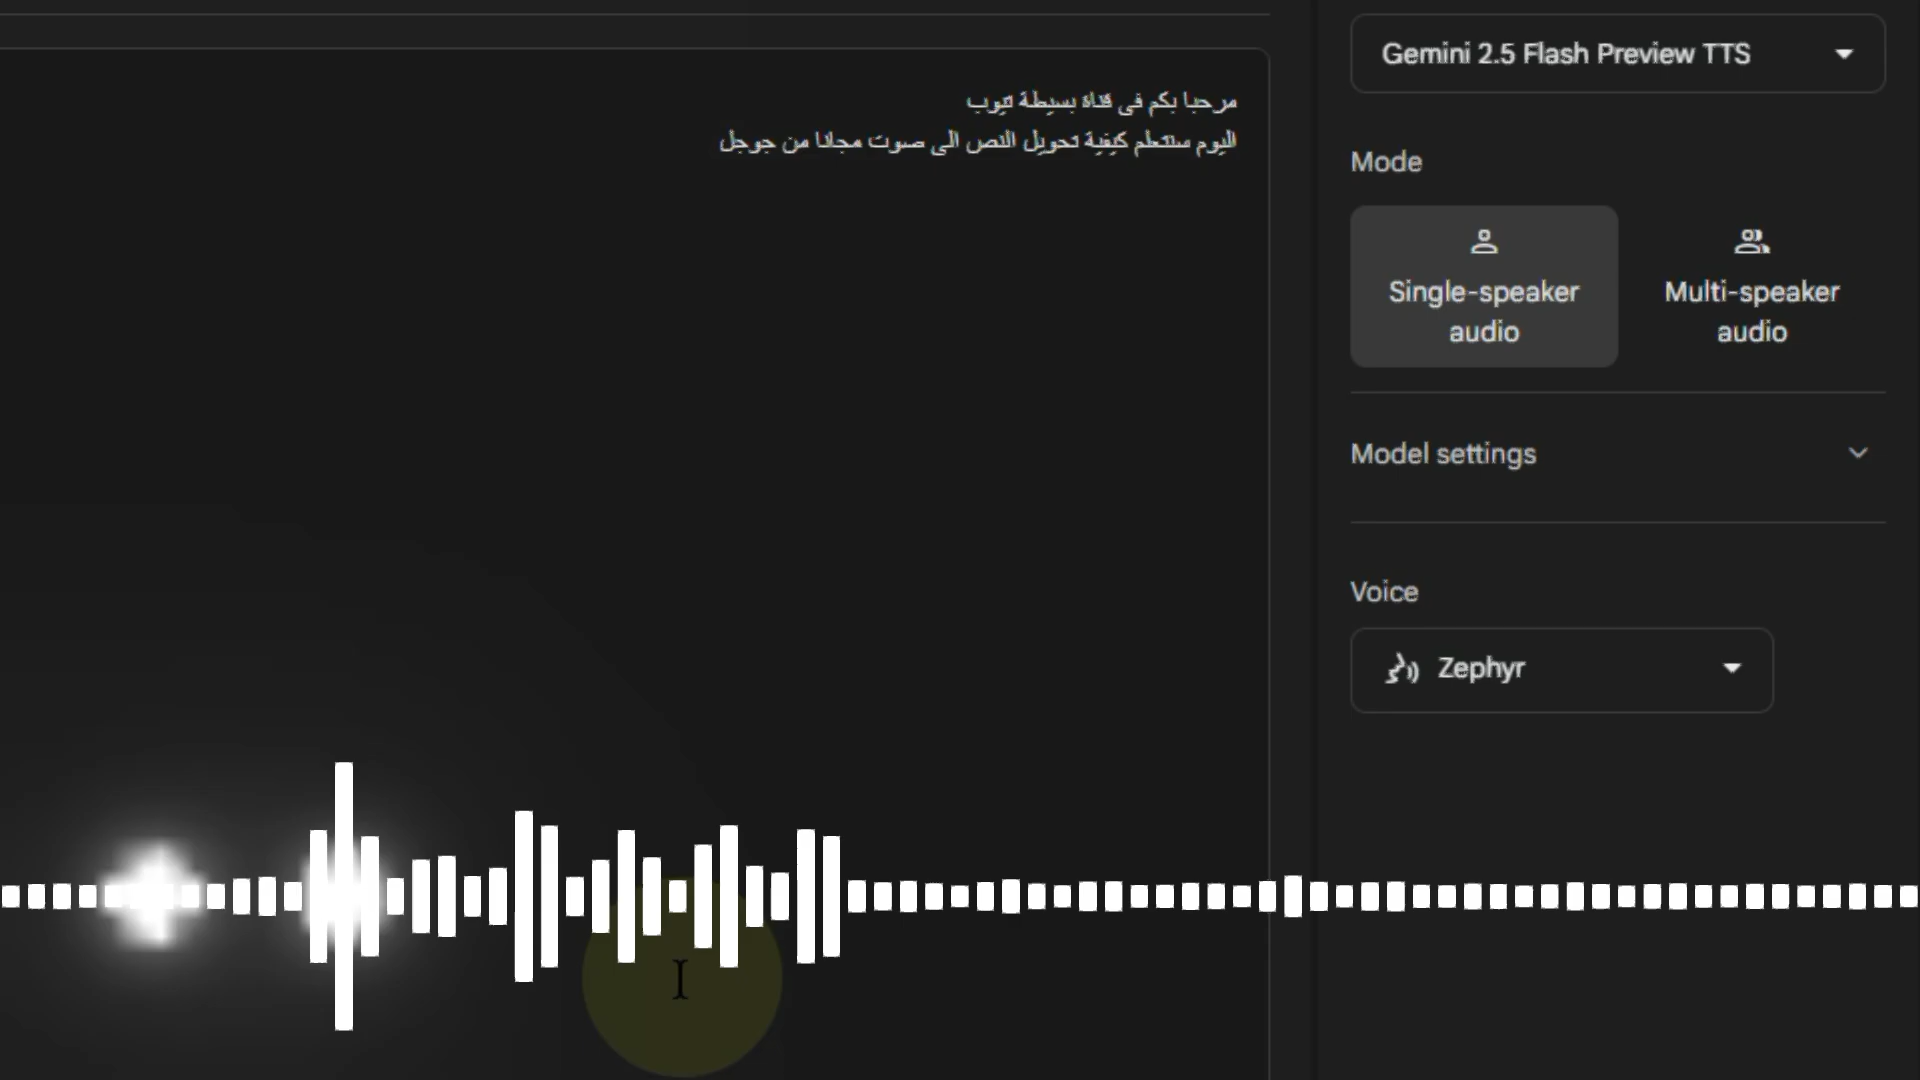 مرحبا بكم فى قناة بسيطة تيوب
اليوم سنتعلم كيفية تحويل النص الى صوت مجانا من جوجل
Gemini 2.5 Flash Preview TTS
Mode
Single-speaker
audio
Multi-speaker
audio
Model settings
Voice
Zephyr